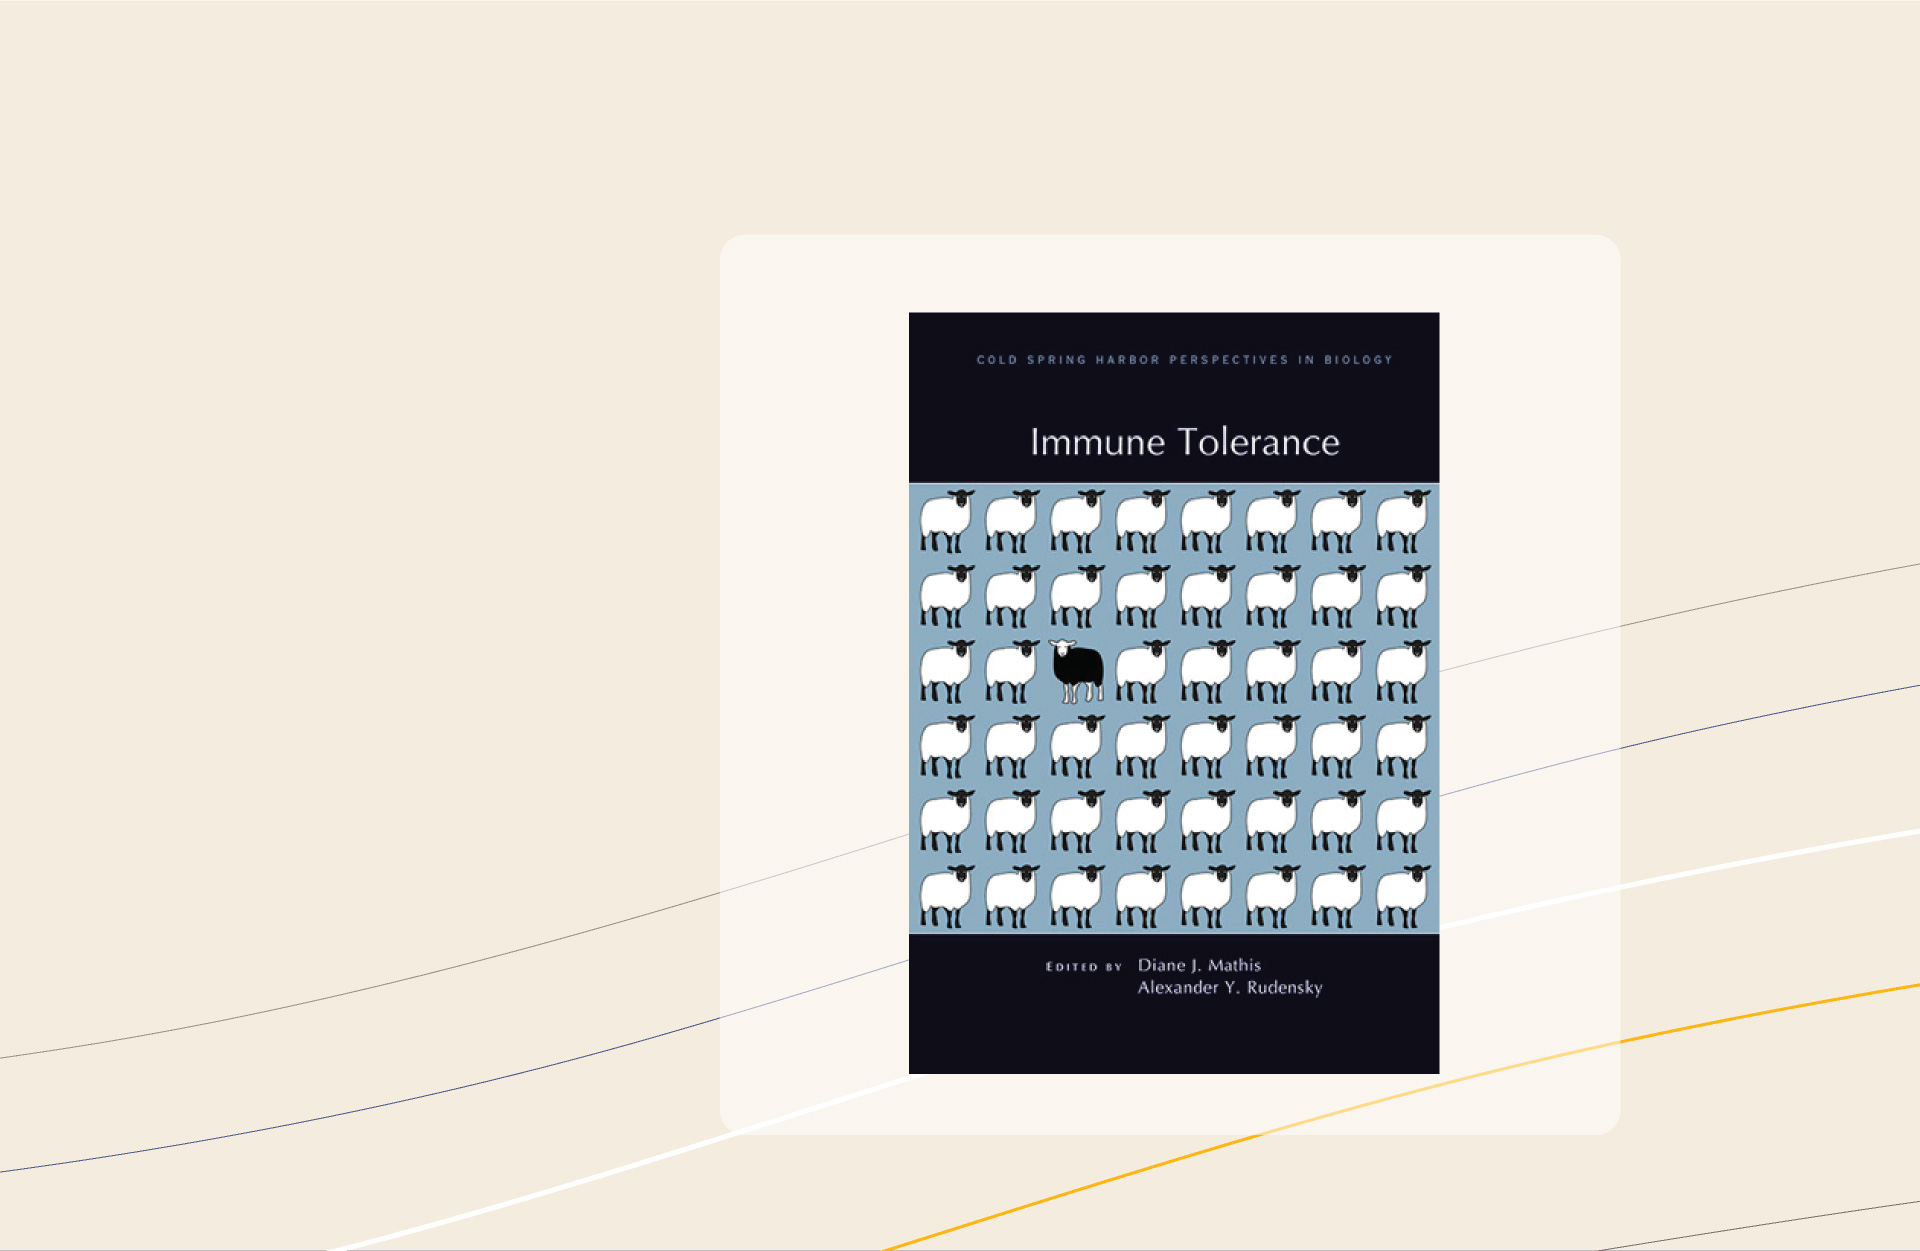 COLD SPRING HARBOR PERSPECTIVES IN BIOLOGY
Immune Tolerance
EDITED BY Diane J. Mathis
Alexander Y. Rudensky